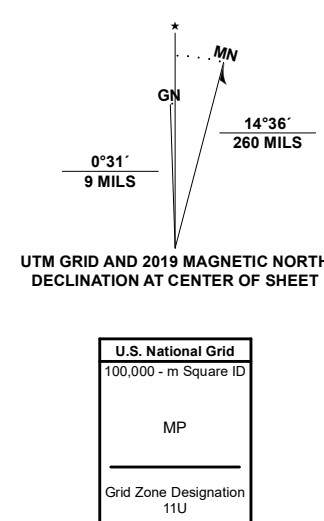 ★
MN
GN
14°36´
260 MILS
0°31´
9 MILS
UTM GRID AND 2019 MAGNETIC NORTH
DECLINATION AT CENTER OF SHEET
U.S. National Grid
100,000 - m Square ID
MP
Grid Zone Designation
11U